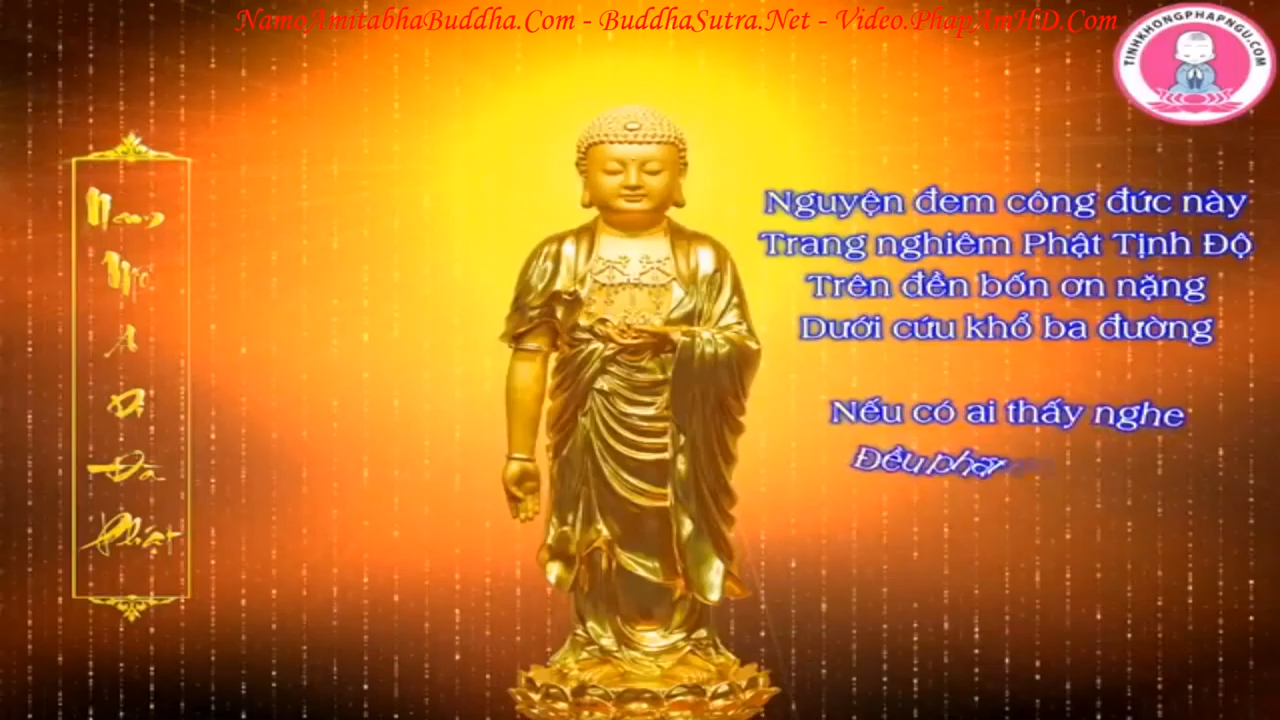 NamoAmitabhaBuddha.Com - BuddhaSutra.Net - Video.PhapAmHD.Com
TINHKHONGPHAPNGU.COM
Nam
Mô
A
Di
Đà
Phật
Nguyện đem công đức này
Trang nghiêm Phật Tịnh Độ
Trên đền bốn ơn nặng
Dưới cứu khổ ba đường
Nếu có ai thấy nghe
Đều